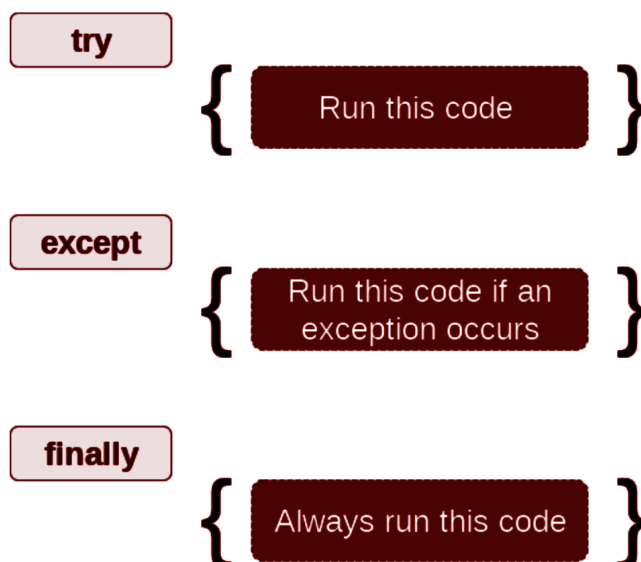 try
{ Run this code }
except
{ Run this code if an
exception occurs }
finally
{ Always run this code }